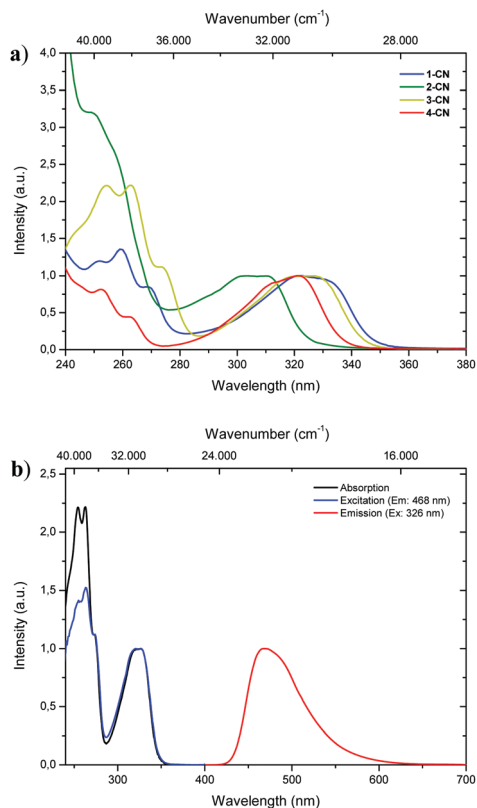 Wavenumber (cm-1)
40.000 36.000 32.000 28.000
a)
4,0
3,5
3,0
2,5
2,0
1,5
1,0
0,5
0,0
Intensity (a.u.)
1-CN
2-CN
3-CN
4-CN
240 260 280 300 320 340 360 380
Wavelength (nm)
Wavenumber (cm-1)
40.000 32.000 24.000 16.000
b)
2,5
2,0
1,5
1,0
0,5
0,0
Intensity (a.u.)
Absorption
Excitation (Em: 468 nm)
Emission (Ex: 326 nm)
300 400 500 600 700
Wavelength (nm)